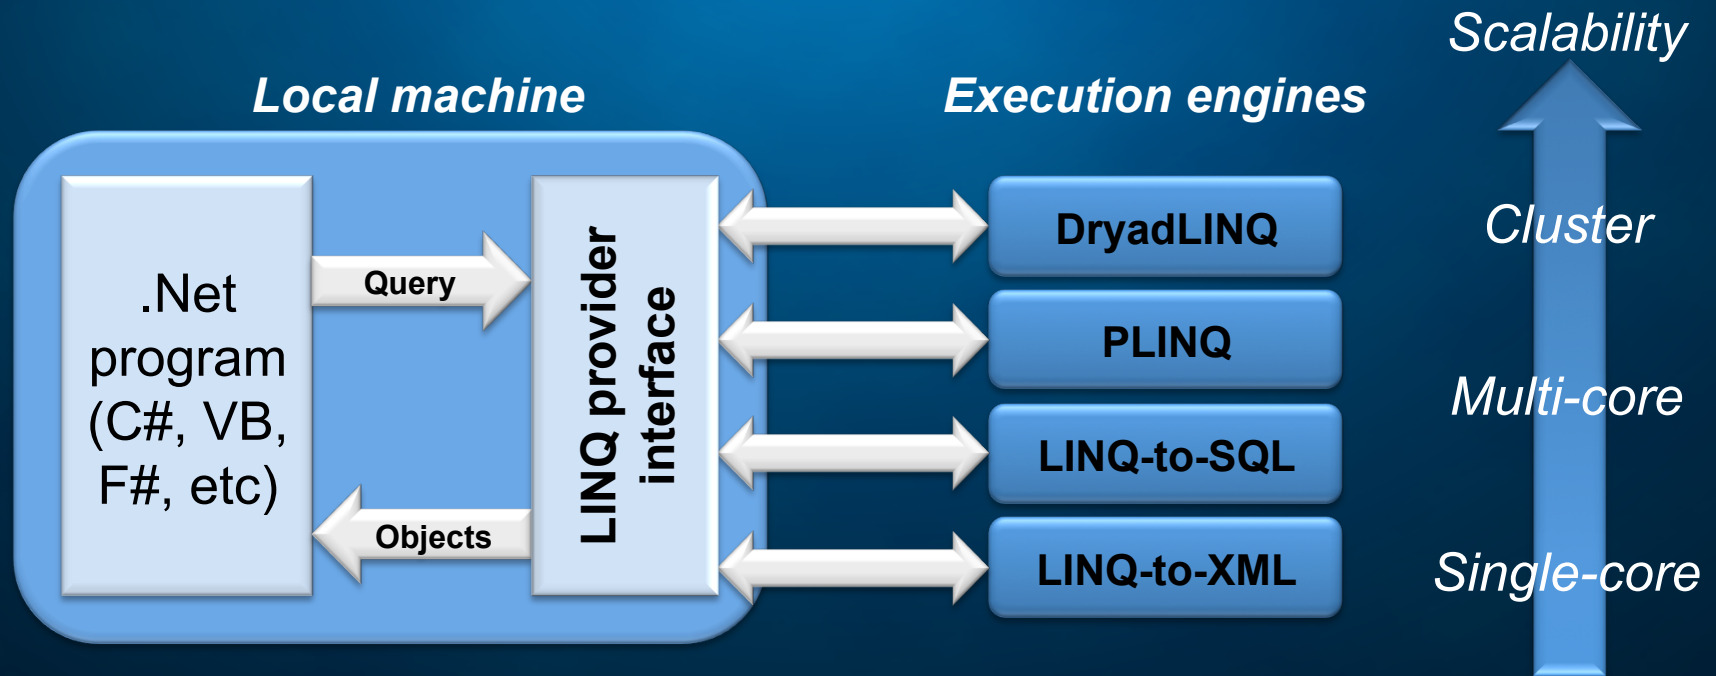 Scalability
Local machine
Execution engines
.Net
program
(C#, VB,
F#, etc)
Query
Objects
LINQ provider
interface
DryadLINQ
PLINQ
LINQ-to-SQL
LINQ-to-XML
Cluster
Multi-core
Single-core